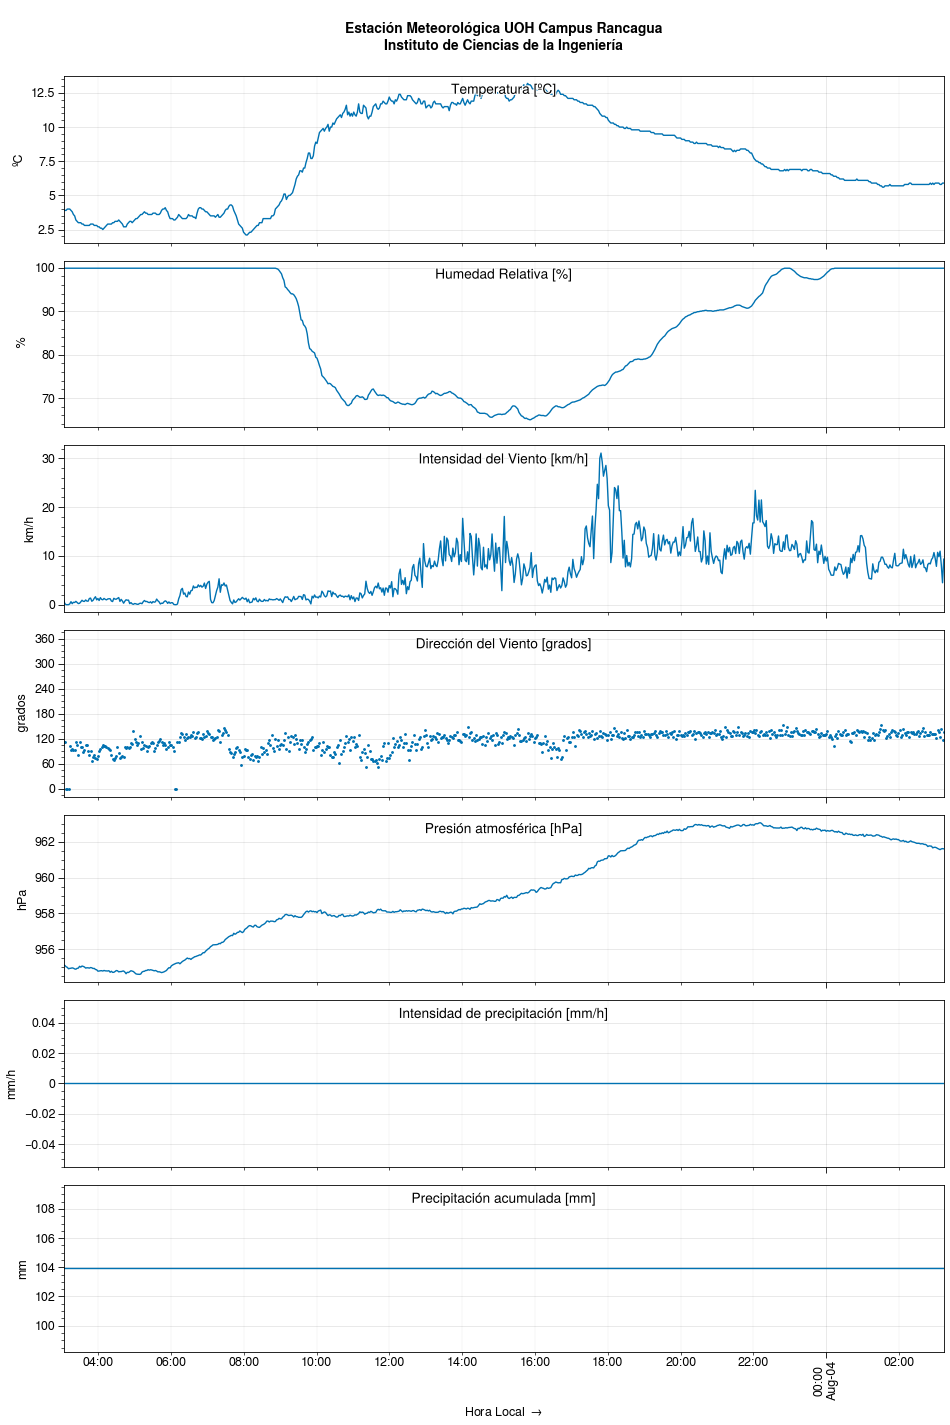 Estación Meteorológica UOH Campus Rancagua
Instituto de Ciencias de la Ingeniería
Temperatura [ºC]
12.5
10
7.5
5
2.5
ºC
Humedad Relativa [%]
100
90
80
70
%
Intensidad del Viento [km/h]
30
20
10
0
km/h
Dirección del Viento [grados]
360
300
240
180
120
60
0
grados
Presión atmosférica [hPa]
962
960
958
956
hPa
Intensidad de precipitación [mm/h]
0.04
0.02
0
−0.02
−0.04
mm/h
Precipitación acumulada [mm]
108
106
104
102
100
mm
04:00 06:00 08:00 10:00 12:00 14:00 16:00 18:00 20:00 22:00 00:00 02:00
Aug-04
Hora Local →